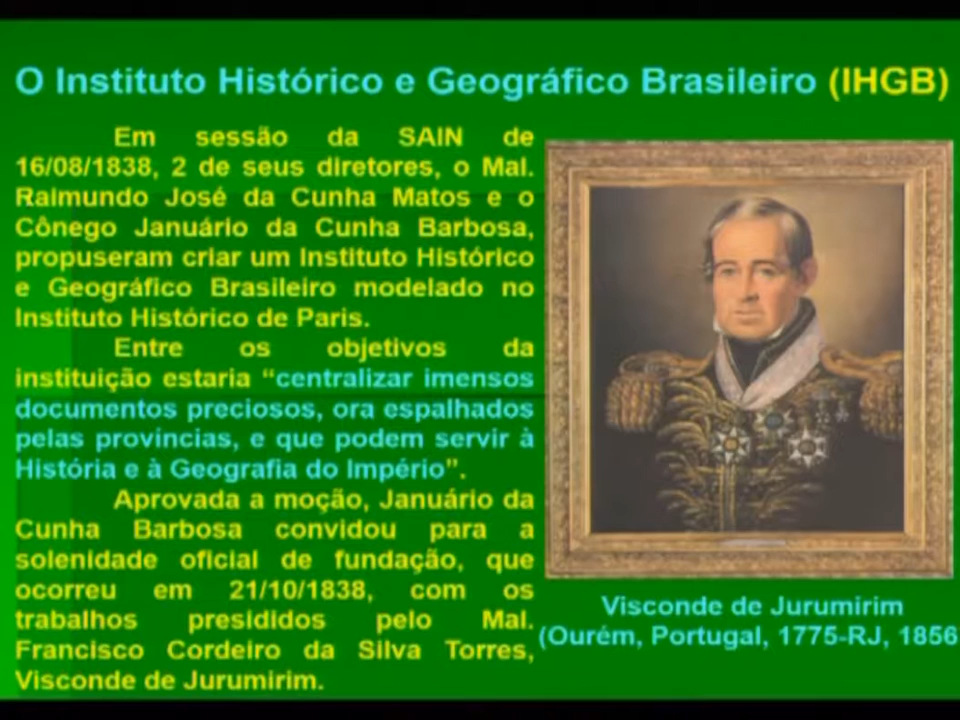 O Instituto Histórico e Geográfico Brasileiro (IHGB)
Em sessão da SAIN de
16/08/1838, 2 de seus diretores, o Mal.
Raimundo José da Cunha Matos e o
Cônego Januário da Cunha Barbosa,
propuseram criar um Instituto Histórico
e Geográfico Brasileiro modelado no
Instituto Histórico de Paris.
Entre os objetivos da
instituição estaria “centralizar imensos
documentos preciosos, ora espalhados
pelas províncias, e que podem servir à
História e à Geografia do Império”.
Aprovada a moção, Januário da
Cunha Barbosa convidou para a
solenidade oficial de fundação, que
ocorreu em 21/10/1838, com os
trabalhos presididos pelo Mal.
Francisco Cordeiro da Silva Torres,
Visconde de Jurumirim.
Visconde de Jurumirim
(Ourém, Portugal, 1775-RJ, 1856